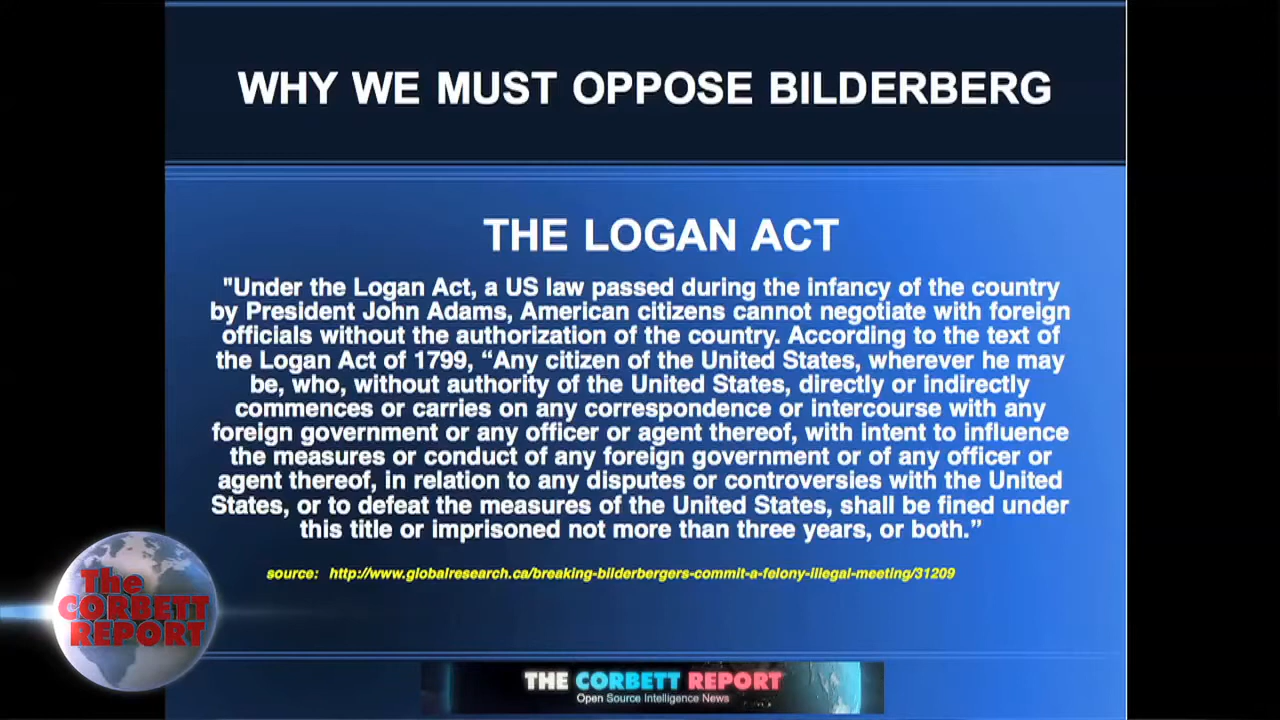 WHY WE MUST OPPOSE BILDERBERG
THE LOGAN ACT
"Under the Logan Act, a US law passed during the infancy of the country
by President John Adams, American citizens cannot negotiate with foreign
officials without the authorization of the country. According to the text of
the Logan Act of 1799, “Any citizen of the United States, wherever he may
be, who, without authority of the United States, directly or indirectly
commences or carries on any correspondence or intercourse with any
foreign government or any officer or agent thereof, with intent to influence
the measures or conduct of any foreign government or of any officer or
agent thereof, in relation to any disputes or controversies with the United
States, or to defeat the measures of the United States, shall be fined under
this title or imprisoned not more than three years, or both.”
source: http://www.globalresearch.ca/breaking-bilderbergers-commit-a-felony-illegal-meeting/31209
The
CORBETT
REPORT
THE CORBETT REPORT
Open Source Intelligence News